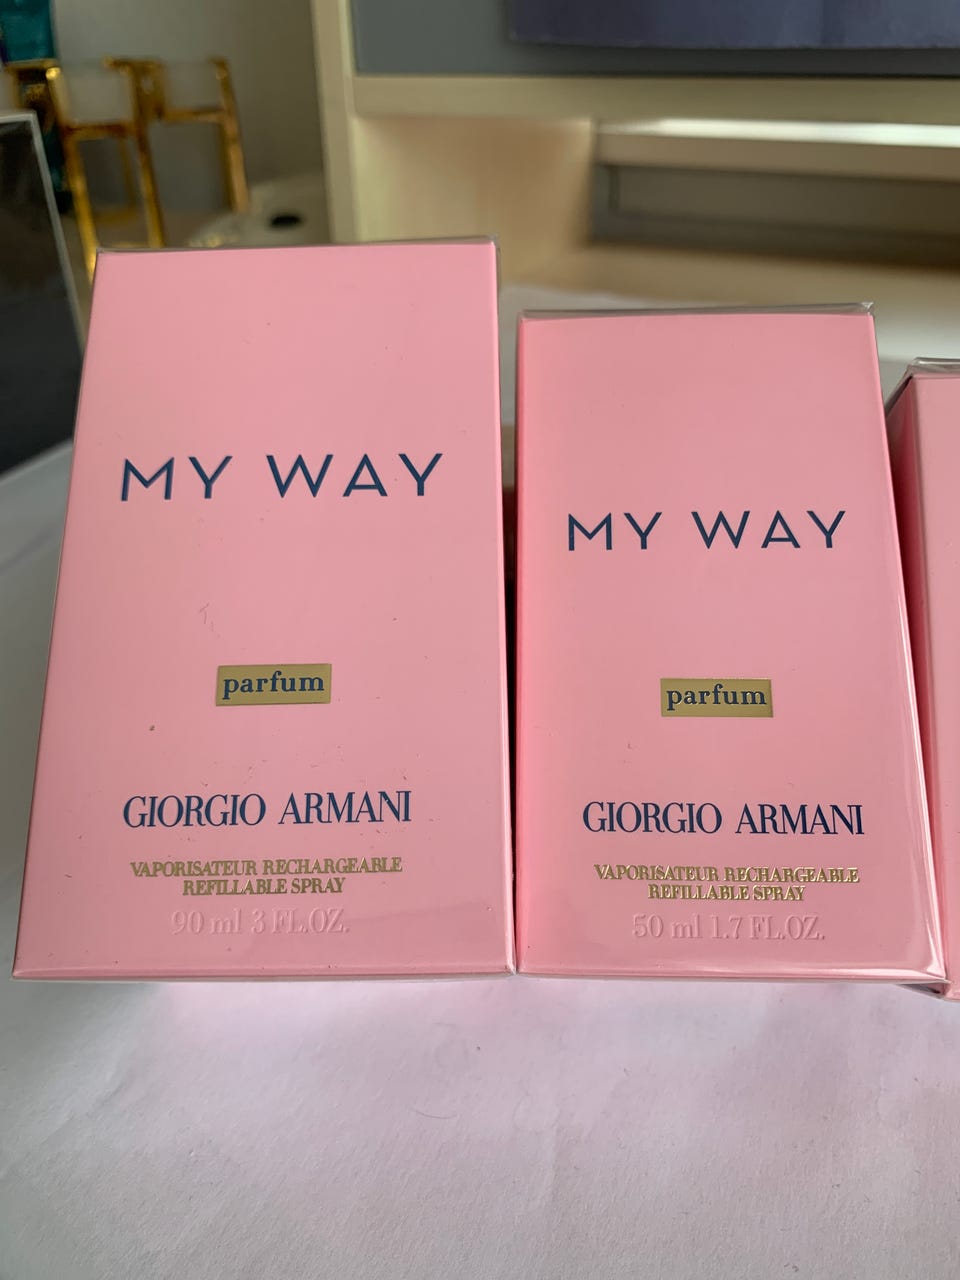 MY WAY
parfum
GIORGIO ARMANI
VAPORISATEUR RECHARGEABLE
REFILLABLE SPRAY
90 ml 3 FL.OZ.
MY WAY
parfum
GIORGIO ARMANI
VAPORISATEUR RECHARGEABLE
REFILLABLE SPRAY
50 ml 1.7 FL.OZ.